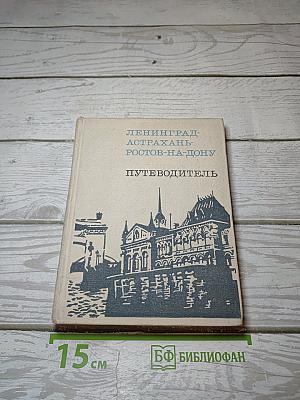 ЛЕНИНГРАД-
АСТРАХАНЬ-
РОСТОВ-НА-ДОНУ
ПУТЕВОДИТЕЛЬ
15 СМ
БФ БИБЛИОФАН